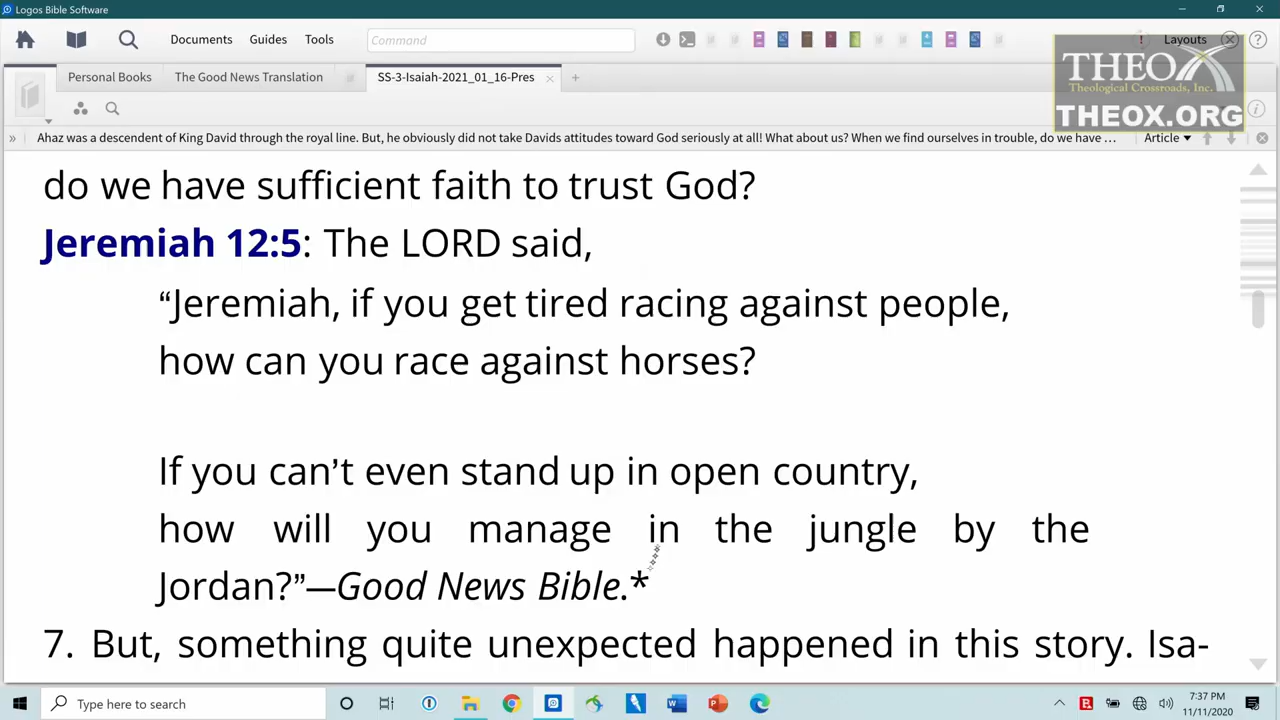 Logos Bible Software
Documents Guides Tools Command Layouts
Personal Books The Good News Translation SS-3-Isaiah-2021_01_16-Pres
THEOX
Theological Crossroads, Inc.
THEOX.ORG
Ahaz was a descendent of King David through the royal line. But, he obviously did not take Davids attitudes toward God seriously at all! What about us? When we find ourselves in trouble, do we have ... Article
do we have sufficient faith to trust God?
Jeremiah 12:5: The LORD said,
“Jeremiah, if you get tired racing against people,
how can you race against horses?
If you can’t even stand up in open country,
how will you manage in the jungle by the
Jordan?”—Good News Bible.*
7. But, something quite unexpected happened in this story. Isa-
Type here to search
7:37 PM
11/11/2020